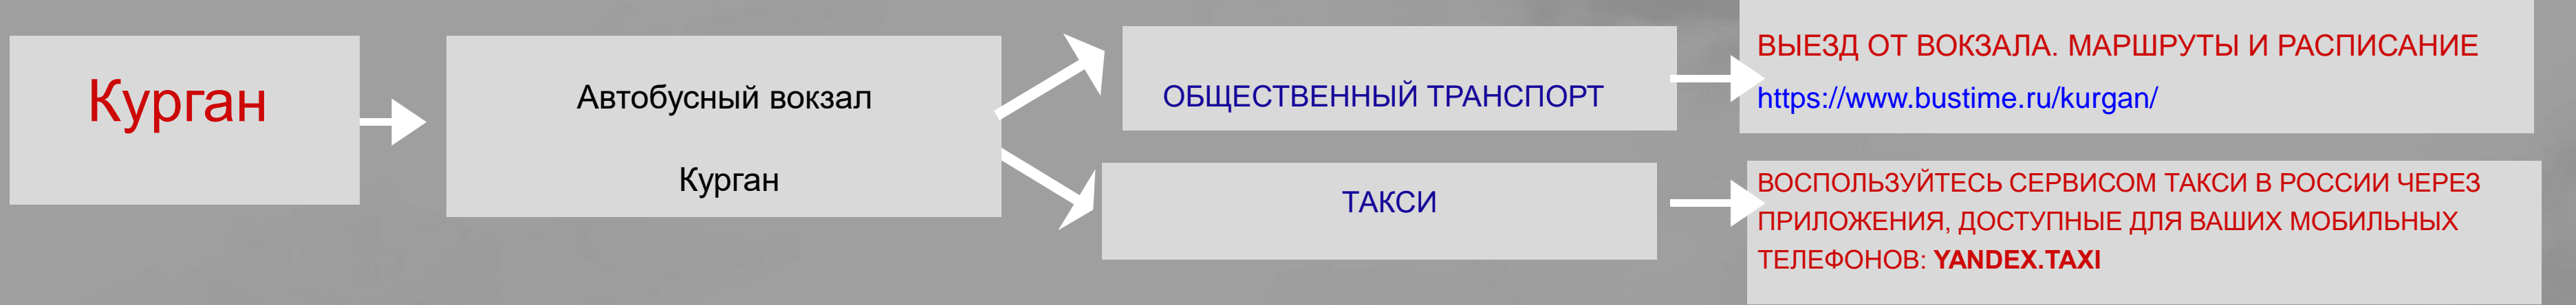 Курган
Автобусный вокзал
Курган
ОБЩЕСТВЕННЫЙ ТРАНСПОРТ
ВЫЕЗД ОТ ВОКЗАЛА. МАРШРУТЫ И РАСПИСАНИЕ
https://www.bustime.ru/kurgan/
ТАКСИ
ВОСПОЛЬЗУЙТЕСЬ СЕРВИСОМ ТАКСИ В РОССИИ ЧЕРЕЗ
ПРИЛОЖЕНИЯ, ДОСТУПНЫЕ ДЛЯ ВАШИХ МОБИЛЬНЫХ
ТЕЛЕФОНОВ: YANDEX.TAXI